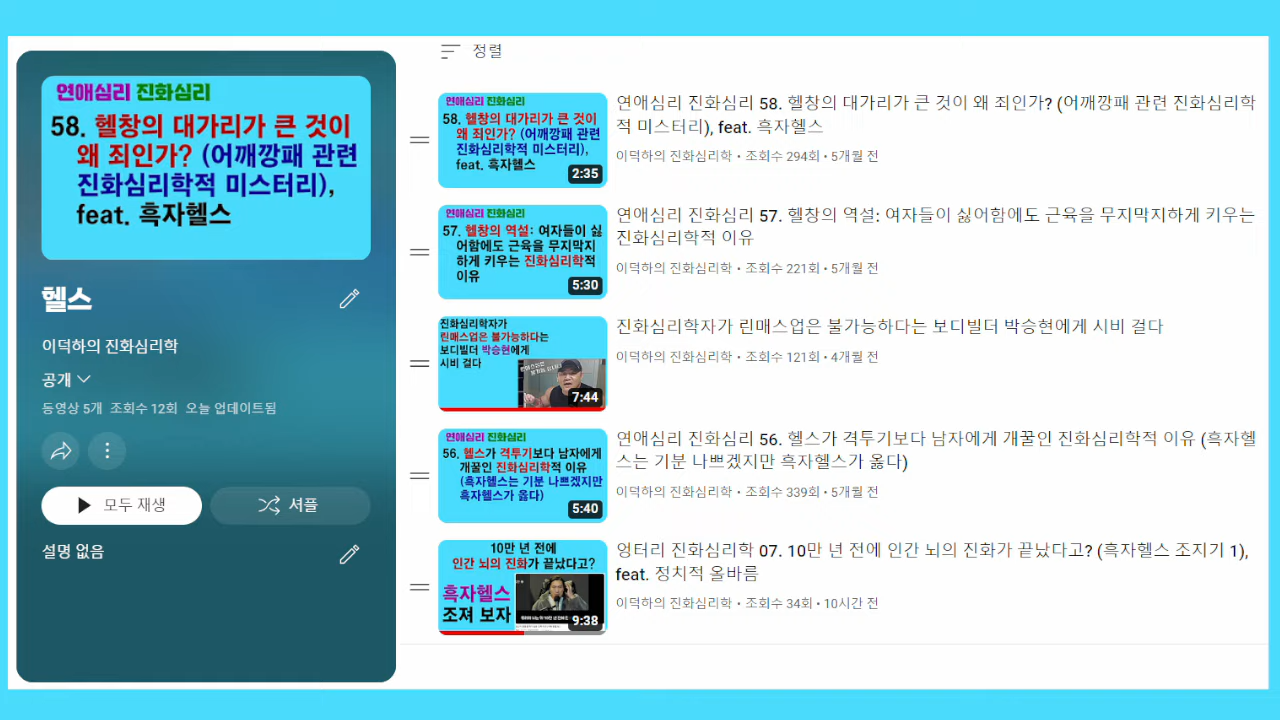 연애심리 진화심리
58. 헬창의 대가리가 큰 것이
왜 죄인가? (어깨깡패 관련
진화심리학적 미스터리),
feat. 흑자헬스
헬스
이덕하의 진화심리학
공개
동영상 5개 조회수 12회 오늘 업데이트됨
모두 재생
셔플
설명 없음
정렬
연애심리 진화심리
58. 헬창의 대가리가 큰 것이
왜 죄인가? (어깨깡패 관련
진화심리학적 미스터리),
feat. 흑자헬스
2:35
연애심리 진화심리 58. 헬창의 대가리가 큰 것이 왜 죄인가? (어깨깡패 관련 진화심리학
적 미스터리), feat. 흑자헬스
이덕하의 진화심리학 • 조회수 294회 • 5개월 전
연애심리 진화심리
57. 헬창의 역설: 여자들이 싫
어함에도 근육을 무지막지
하게 키우는 진화심리학적
이유
5:30
연애심리 진화심리 57. 헬창의 역설: 여자들이 싫어함에도 근육을 무지막지하게 키우는
진화심리학적 이유
이덕하의 진화심리학 • 조회수 221회 • 5개월 전
진화심리학자가
린매스업은 불가능하다는
보디빌더 박승현에게
시비 걸다
7:44
진화심리학자가 린매스업은 불가능하다는 보디빌더 박승현에게 시비 걸다
이덕하의 진화심리학 • 조회수 121회 • 4개월 전
연애심리 진화심리
56. 헬스가 격투기보다 남자에게
개꿀인 진화심리학적 이유
(흑자헬스는 기분 나쁘겠지만
흑자헬스가 옳다)
5:40
연애심리 진화심리 56. 헬스가 격투기보다 남자에게 개꿀인 진화심리학적 이유 (흑자헬
스는 기분 나쁘겠지만 흑자헬스가 옳다)
이덕하의 진화심리학 • 조회수 339회 • 5개월 전
10만 년 전에
인간 뇌의 진화가 끝났다고?
흑자헬스
조져 보자
9:38
엉터리 진화심리학 07. 10만 년 전에 인간 뇌의 진화가 끝났다고? (흑자헬스 조지기 1),
feat. 정치적 올바름
이덕하의 진화심리학 • 조회수 34회 • 10시간 전